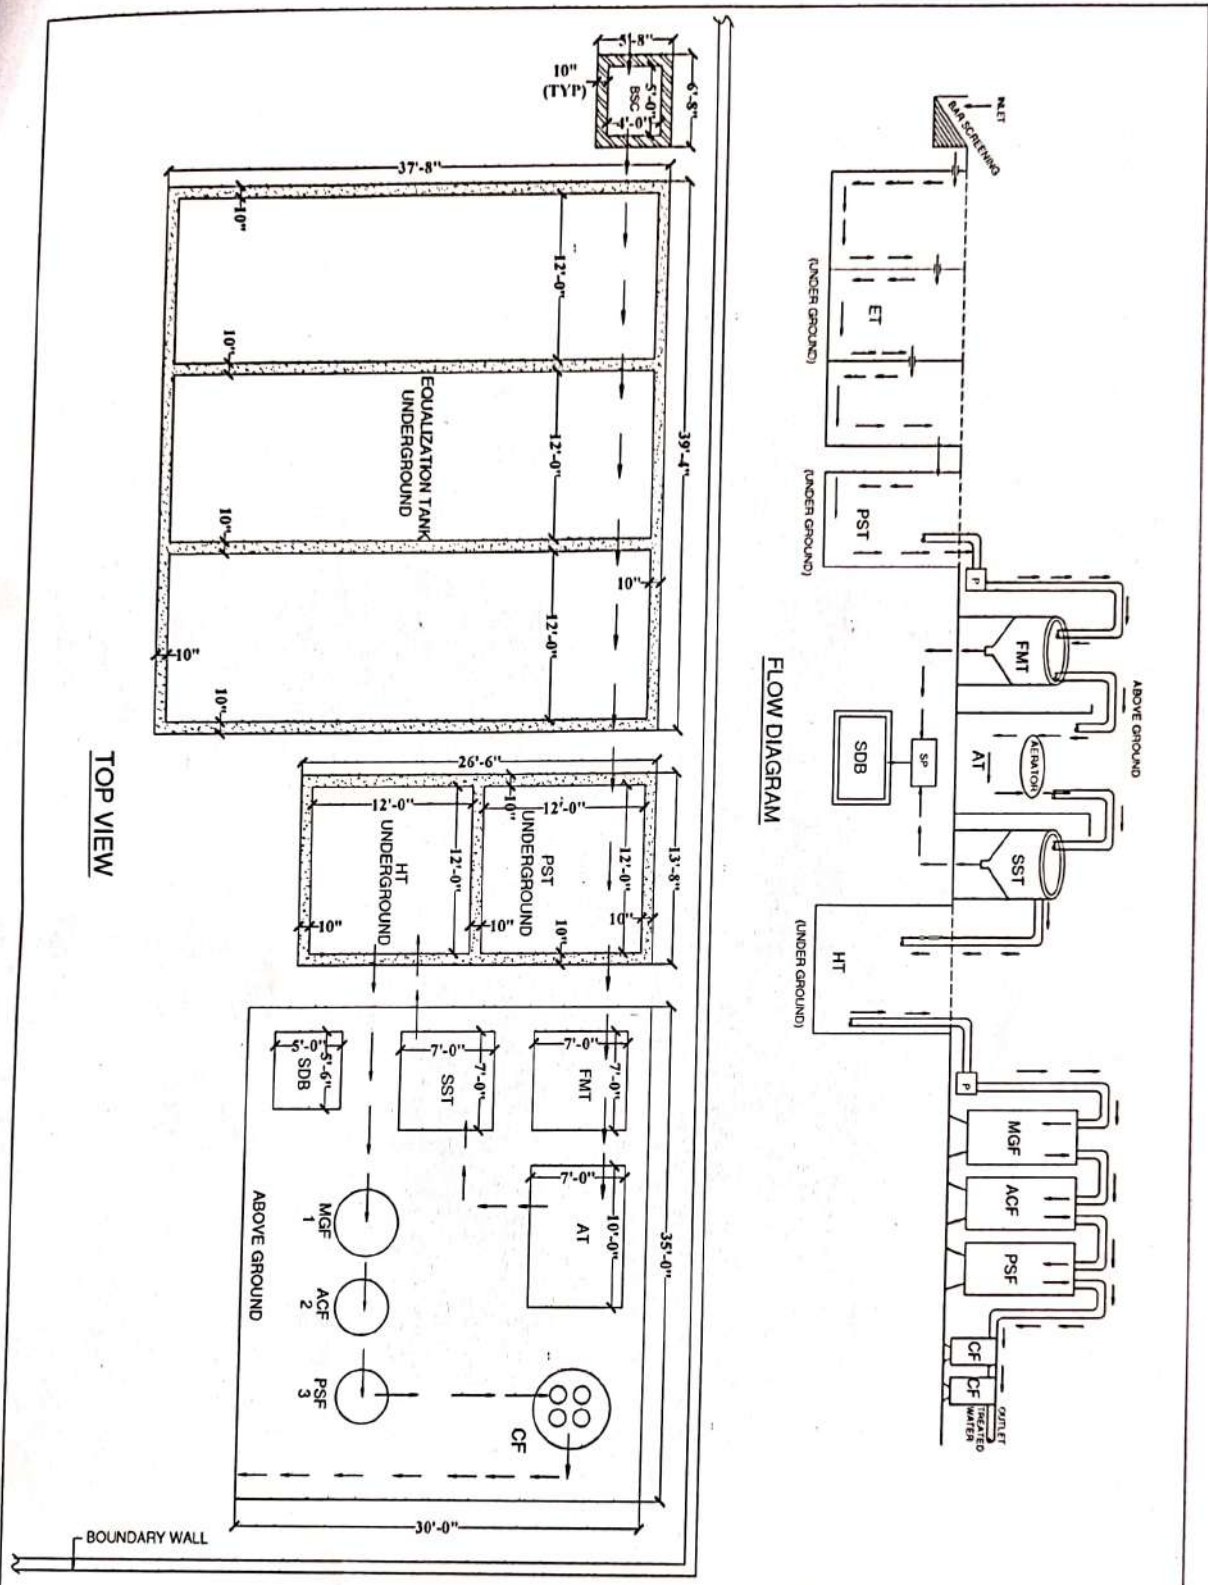 INLET
BAR SCREENING
(UNDER GROUND)
ET
(UNDER GROUND)
PST
P
FMT
ABOVE GROUND
AERATOR
AT
SP
SDB
SST
(UNDER GROUND)
HT
P
MGF
ACF
PSF
CF
CF
OUTLET
TREATED
WATER
FLOW DIAGRAM
5'-8"
6'-8"
10"
(TYP)
BSC
5'-0"
4'-0"
37'-8"
39'-4"
10"
12'-0"
10"
EQUALIZATION TANK
UNDERGROUND
12'-0"
10"
12'-0"
10"
10"
10"
26'-6"
13'-8"
12'-0"
10"
12'-0"
PST
UNDERGROUND
12'-0"
HT
UNDERGROUND
12'-0"
10"
10"
10"
10"
35'-0"
7'-0"
7'-0"
FMT
7'-0"
7'-0"
SST
5'-0"
5'-6"
SDB
7'-0"
10'-0"
AT
ABOVE GROUND
MGF
1
ACF
2
PSF
3
CF
30'-0"
BOUNDARY WALL
TOP VIEW